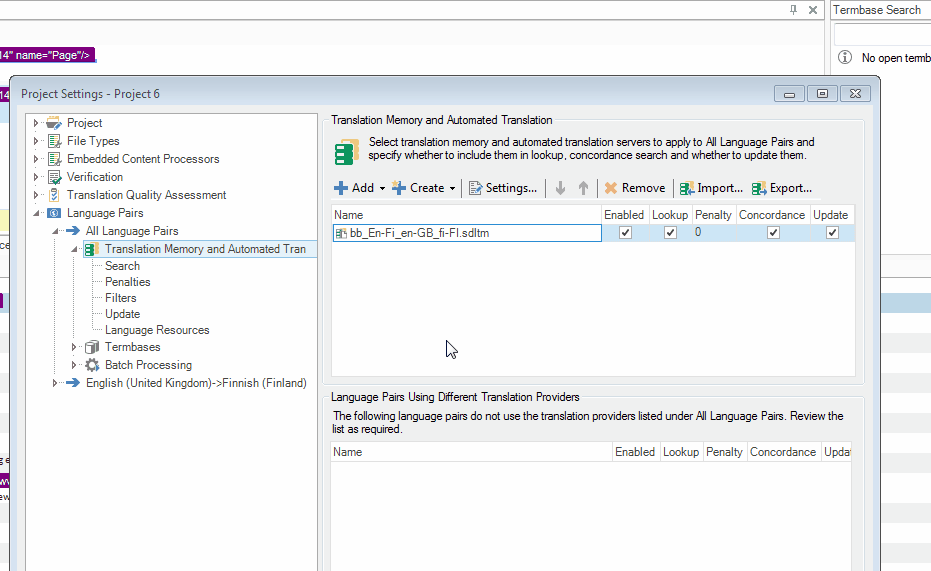 Termbase Search
14" name="Page"/>
No open termb
14
Project Settings - Project 6
Project
File Types
Embedded Content Processors
Verification
Translation Quality Assessment
Language Pairs
All Language Pairs
Translation Memory and Automated Tran
Search
Penalties
Filters
Update
Language Resources
Termbases
Batch Processing
English (United Kingdom)->Finnish (Finland)
Translation Memory and Automated Translation
Select translation memory and automated translation servers to apply to All Language Pairs and
specify whether to include them in lookup, concordance search and whether to update them.
Add Create Settings... Remove Import... Export...
Name Enabled Lookup Penalty Concordance Update
bb_En-Fi_en-GB_fi-FI.sdltm 0
Language Pairs Using Different Translation Providers
The following language pairs do not use the translation providers listed under All Language Pairs. Review the
list as required.
Name Enabled Lookup Penalty Concordance Updat